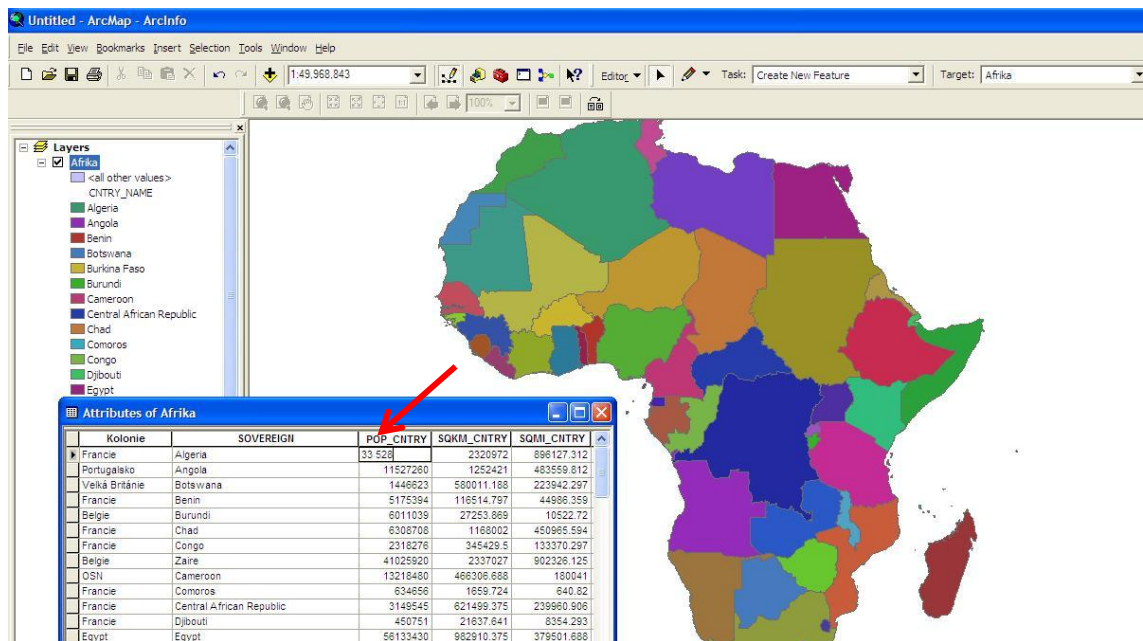 Untitled - ArcMap - ArcInfo
File Edit View Bookmarks Insert Selection Tools Window Help
1:49,968,843 Editor Task: Create New Feature Target: Afrika
100%
Layers
Afrika
<all other values>
CNTRY_NAME
Algeria
Angola
Benin
Botswana
Burkina Faso
Burundi
Cameroon
Central African Republic
Chad
Comoros
Congo
Djibouti
Egypt
Attributes of Afrika
Kolonie SOVEREIGN POP_CNTRY SQKM_CNTRY SQMI_CNTRY
Francie Algeria 33 528 2320972 896127.312
Portugalsko Angola 11527260 1252421 483559.812
Velká Británie Botswana 1446623 580011.188 223942.297
Francie Benin 5175394 116514.797 44986.359
Belgie Burundi 6011039 27253.869 10522.72
Francie Chad 6308708 1168002 450965.594
Francie Congo 2318276 345429.5 133370.297
Belgie Zaire 41025920 2337027 902326.125
OSN Cameroon 13218480 466306.688 180041
Francie Comoros 634656 1659.724 640.82
Francie Central African Republic 3149545 621499.375 239960.906
Francie Djibouti 450751 21637.641 8354.293
Egypt Egypt 56133430 982910.375 379501.688